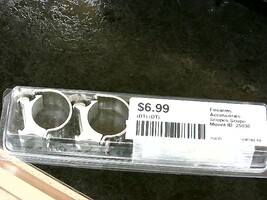 $6.99
(DT) (DT)
Firearms
Accessories
Scopes Scope
Mount ID: 25030